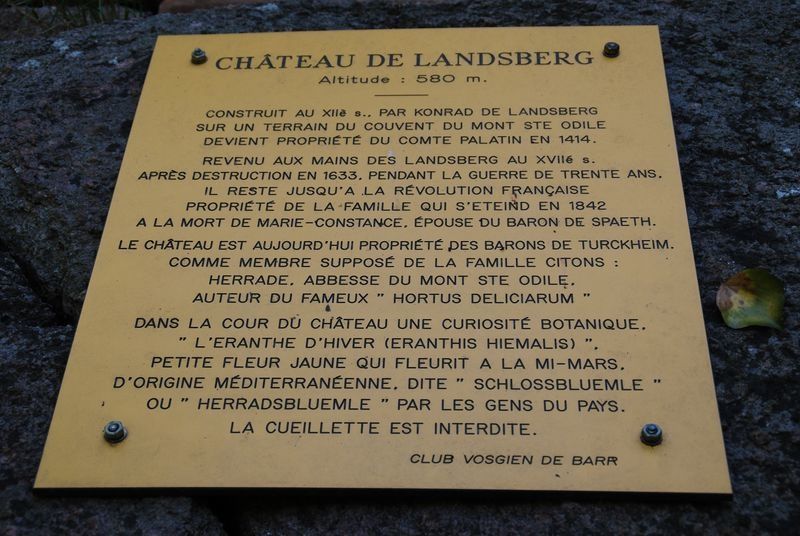 CHÂTEAU DE LANDSBERG
Altitude : 580 m.
CONSTRUIT AU XIIè s., PAR KONRAD DE LANDSBERG
SUR UN TERRAIN DU COUVENT DU MONT STE ODILE
DEVIENT PROPRIÉTÉ DU COMTE PALATIN EN 1414.
REVENU AUX MAINS DES LANDSBERG AU XVIIé s.
APRÈS DESTRUCTION EN 1633, PENDANT LA GUERRE DE TRENTE ANS.
IL RESTE JUSQU'A LA RÉVOLUTION FRANÇAISE
PROPRIÉTÉ DE LA FAMILLE QUI S'ETEIND EN 1842
A LA MORT DE MARIE-CONSTANCE, ÉPOUSE DU BARON DE SPAETH.
LE CHÂTEAU EST AUJOURD'HUI PROPRIÉTÉ DES BARONS DE TURCKHEIM.
COMME MEMBRE SUPPOSÉ DE LA FAMILLE CITONS :
HERRADE, ABBESSE DU MONT STE ODILE,
AUTEUR DU FAMEUX " HORTUS DELICIARUM "
DANS LA COUR DU CHÂTEAU UNE CURIOSITÉ BOTANIQUE,
" L'ERANTHE D'HIVER (ERANTHIS HIEMALIS) ",
PETITE FLEUR JAUNE QUI FLEURIT A LA MI-MARS,
D'ORIGINE MÉDITERRANÉENNE, DITE " SCHLOSSBLUEMLE "
OU " HERRADSBLUEMLE " PAR LES GENS DU PAYS.
LA CUEILLETTE EST INTERDITE.
CLUB VOSGIEN DE BARR